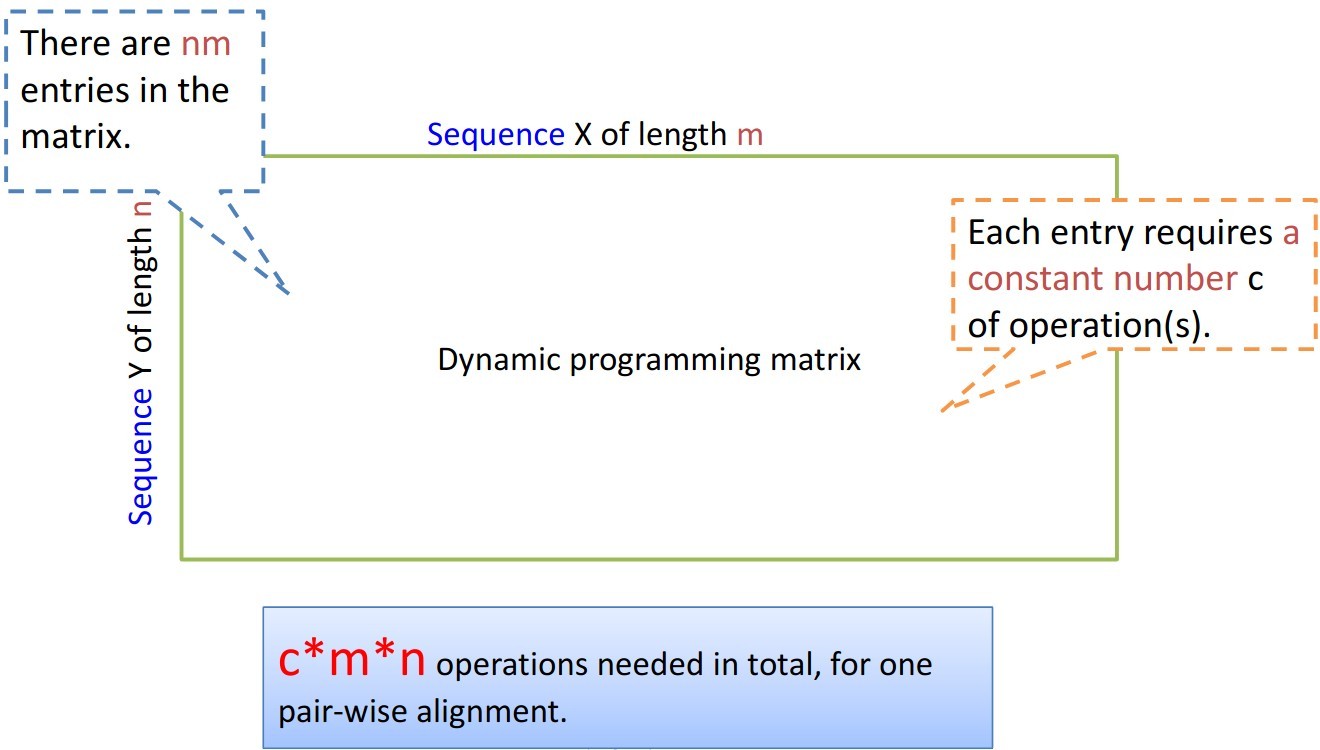 There are nm
entries in the
matrix.
Sequence X of length m
Sequence Y of length n
Each entry requires a
constant number c
of operation(s).
Dynamic programming matrix
c*m*n operations needed in total, for one
pair-wise alignment.